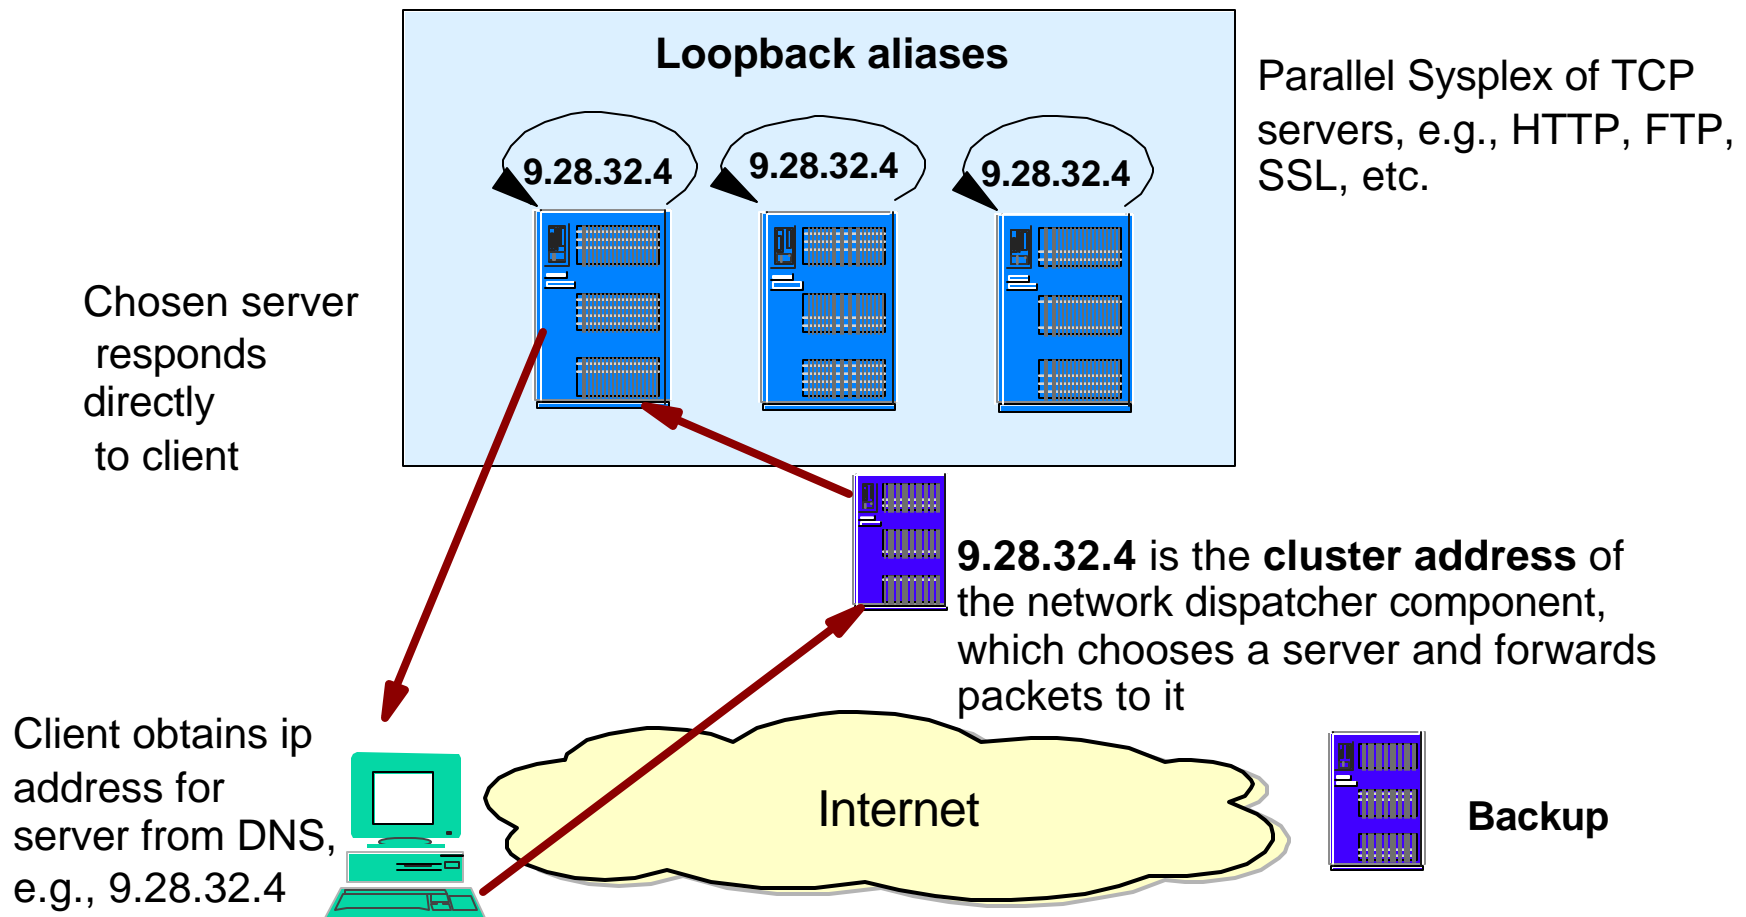 Loopback aliases
Parallel Sysplex of TCP
servers, e.g., HTTP, FTP,
SSL, etc.
9.28.32.4
9.28.32.4
9.28.32.4
Chosen server
responds
directly
to client
9.28.32.4 is the cluster address of
the network dispatcher component,
which chooses a server and forwards
packets to it
Client obtains ip
address for
server from DNS,
e.g., 9.28.32.4
Internet
Backup